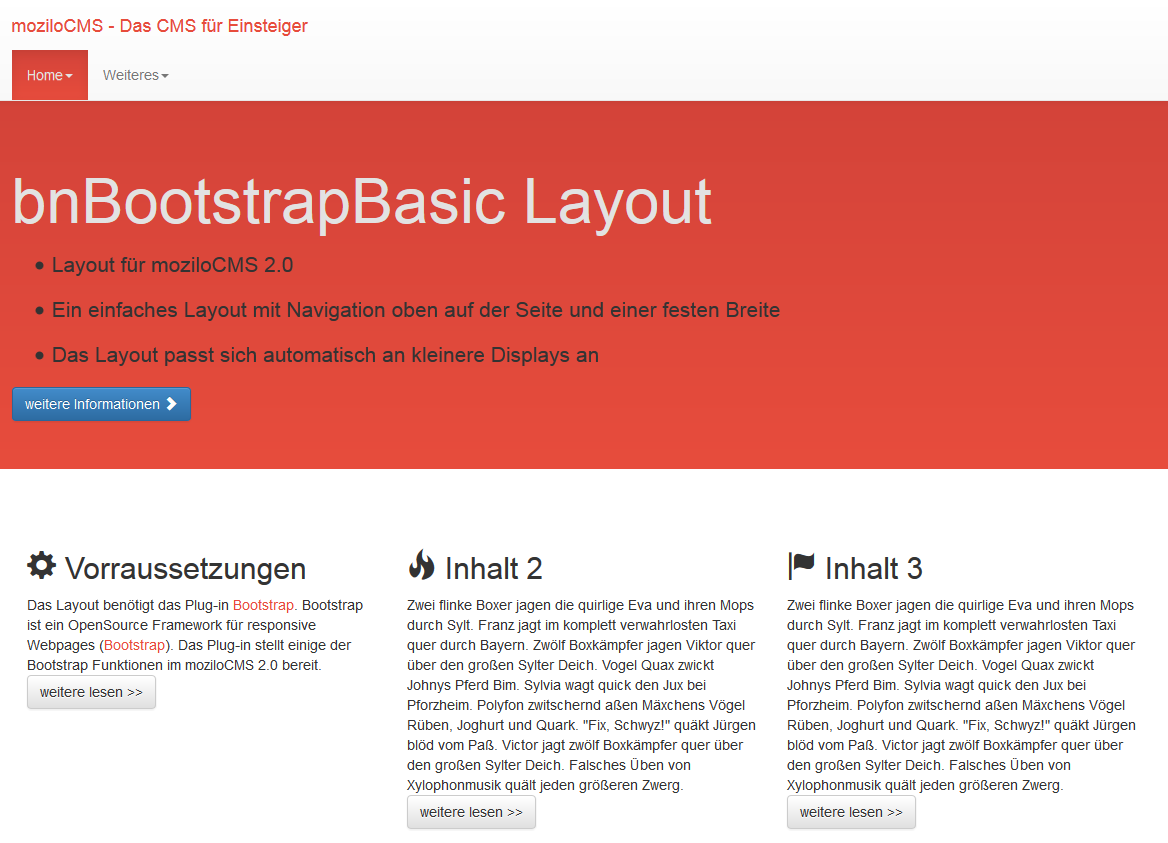 moziloCMS - Das CMS für Einsteiger
Home
Weiteres
bnBootstrapBasic Layout
• Layout für moziloCMS 2.0
• Ein einfaches Layout mit Navigation oben auf der Seite und einer festen Breite
• Das Layout passt sich automatisch an kleinere Displays an
weitere Informationen
Vorraussetzungen
Das Layout benötigt das Plug-in Bootstrap. Bootstrap
ist ein OpenSource Framework für responsive
Webpages (Bootstrap). Das Plug-in stellt einige der
Bootstrap Funktionen im moziloCMS 2.0 bereit.
weitere lesen >>
Inhalt 2
Zwei flinke Boxer jagen die quirlige Eva und ihren Mops
durch Sylt. Franz jagt im komplett verwahrlosten Taxi
quer durch Bayern. Zwölf Boxkämpfer jagen Viktor quer
über den großen Sylter Deich. Vogel Quax zwickt
Johnys Pferd Bim. Sylvia wagt quick den Jux bei
Pforzheim. Polyfon zwitschernd aßen Mäxchens Vögel
Rüben, Joghurt und Quark. "Fix, Schwyz!" quäkt Jürgen
blöd vom Paß. Victor jagt zwölf Boxkämpfer quer über
den großen Sylter Deich. Falsches Üben von
Xylophonmusik quält jeden größeren Zwerg.
weitere lesen >>
Inhalt 3
Zwei flinke Boxer jagen die quirlige Eva und ihren Mops
durch Sylt. Franz jagt im komplett verwahrlosten Taxi
quer durch Bayern. Zwölf Boxkämpfer jagen Viktor quer
über den großen Sylter Deich. Vogel Quax zwickt
Johnys Pferd Bim. Sylvia wagt quick den Jux bei
Pforzheim. Polyfon zwitschernd aßen Mäxchens Vögel
Rüben, Joghurt und Quark. "Fix, Schwyz!" quäkt Jürgen
blöd vom Paß. Victor jagt zwölf Boxkämpfer quer über
den großen Sylter Deich. Falsches Üben von
Xylophonmusik quält jeden größeren Zwerg.
weitere lesen >>